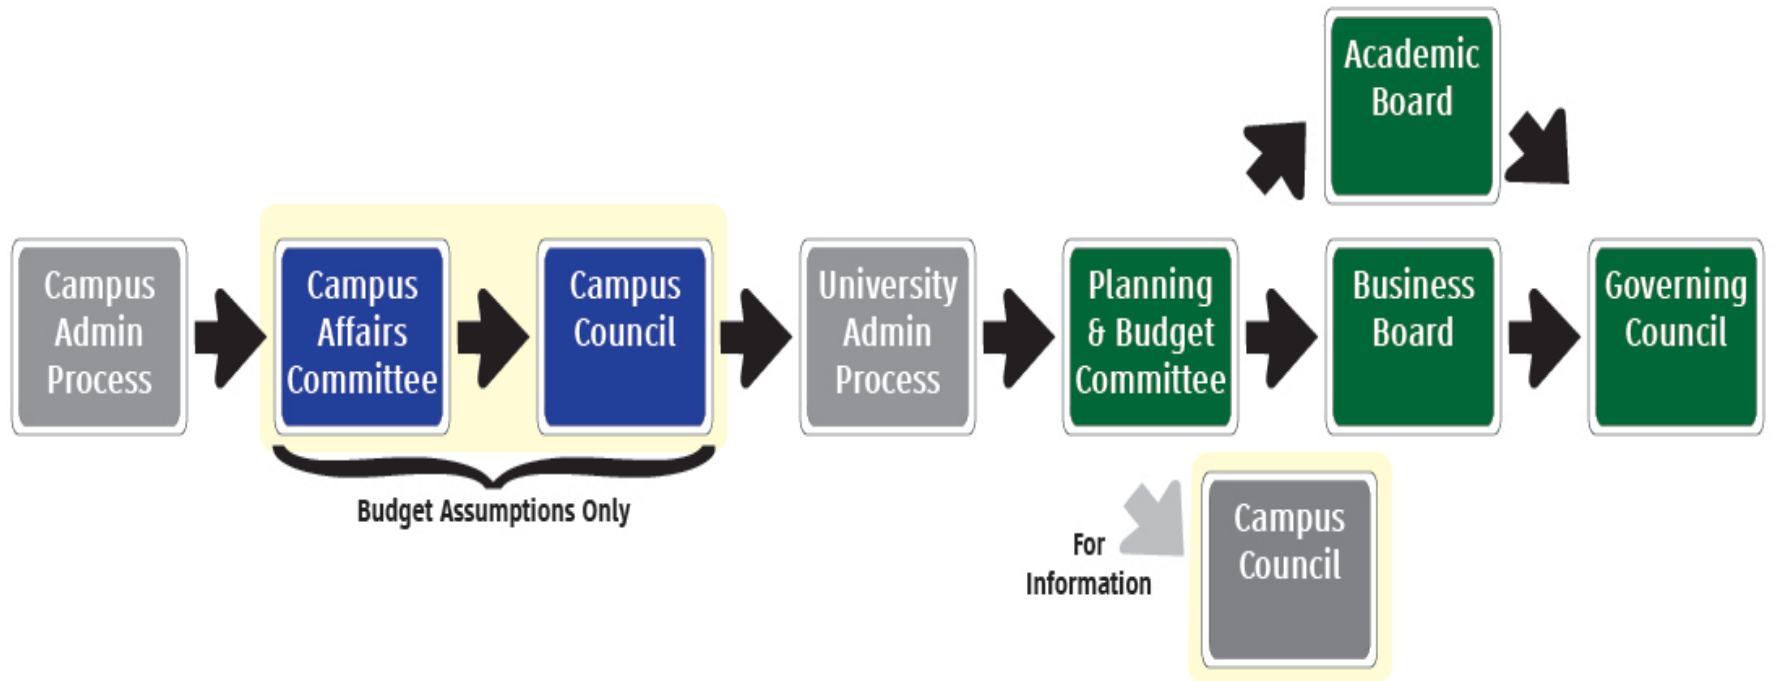 Academic
Board
Campus
Admin
Process
Campus
Affairs
Committee
Campus
Council
University
Admin
Process
Planning
& Budget
Committee
Business
Board
Governing
Council
Budget Assumptions Only
For
Information
Campus
Council